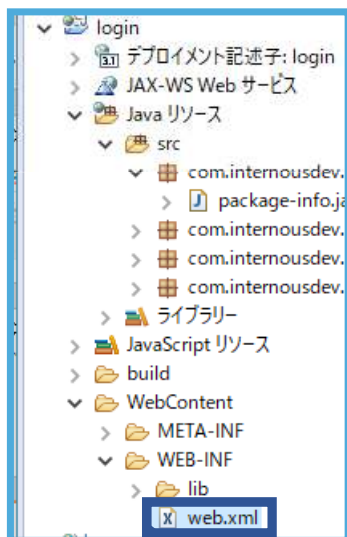 login
3.1 デプロイメント記述子: login
JAX-WS Web サービス
Java リソース
src
com.internousdev.
J package-info.ja
com.internousdev.
com.internousdev.
com.internousdev.
ライブラリー
JavaScript リソース
build
WebContent
META-INF
WEB-INF
lib
X web.xml